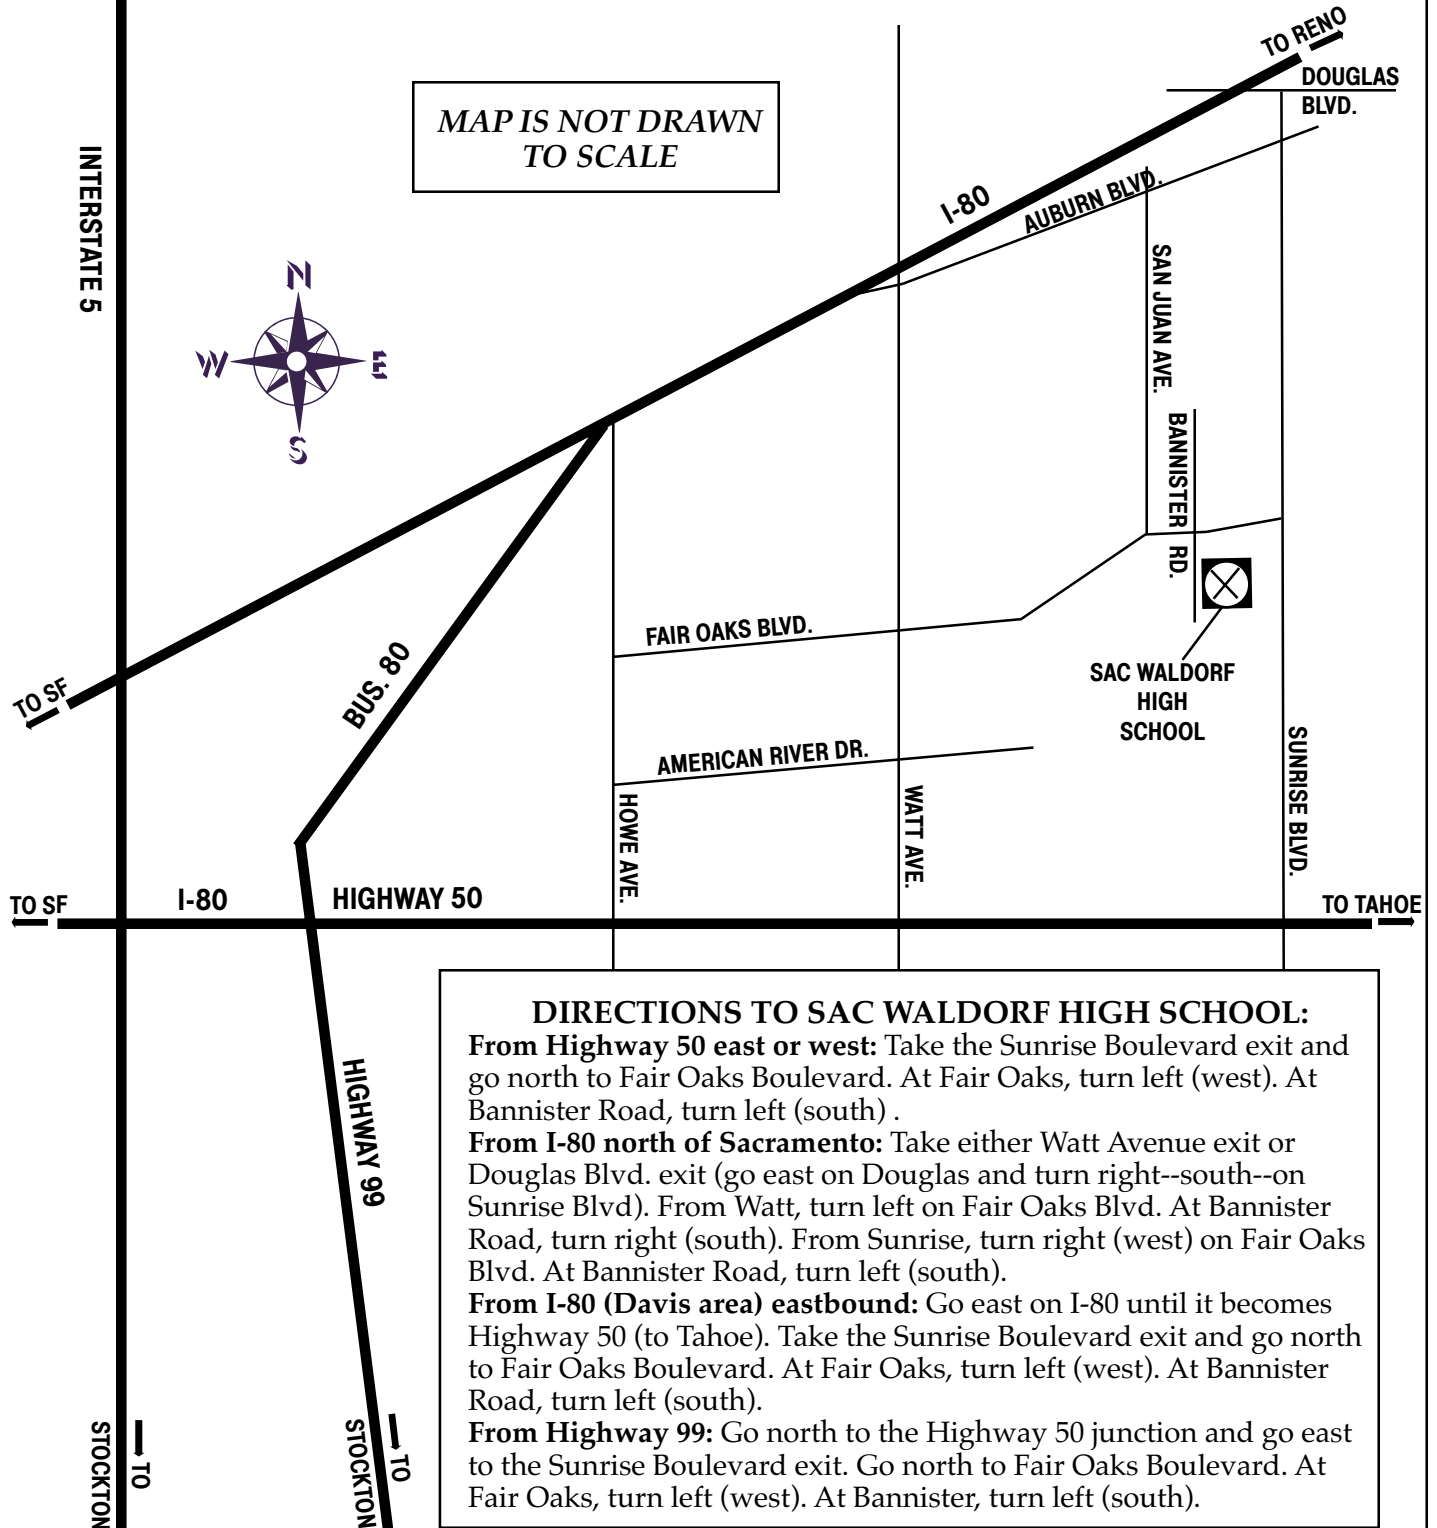 TO RENO
DOUGLAS
BLVD.
MAP IS NOT DRAWN
TO SCALE
INTERSTATE 5
I-80
AUBURN BLVD.
SAN JUAN AVE.
N
W
E
S
BANNISTER RD.
FAIR OAKS BLVD.
BUS. 80
TO SF
SAC WALDORF
HIGH
SCHOOL
AMERICAN RIVER DR.
SUNRISE BLVD.
HOWE AVE.
WATT AVE.
TO SF
I-80
HIGHWAY 50
TO TAHOE
HIGHWAY 99
DIRECTIONS TO SAC WALDORF HIGH SCHOOL:
From Highway 50 east or west: Take the Sunrise Boulevard exit and
go north to Fair Oaks Boulevard. At Fair Oaks, turn left (west). At
Bannister Road, turn left (south) .
From I-80 north of Sacramento: Take either Watt Avenue exit or
Douglas Blvd. exit (go east on Douglas and turn right--south--on
Sunrise Blvd). From Watt, turn left on Fair Oaks Blvd. At Bannister
Road, turn right (south). From Sunrise, turn right (west) on Fair Oaks
Blvd. At Bannister Road, turn left (south).
From I-80 (Davis area) eastbound: Go east on I-80 until it becomes
Highway 50 (to Tahoe). Take the Sunrise Boulevard exit and go north
to Fair Oaks Boulevard. At Fair Oaks, turn left (west). At Bannister
Road, turn left (south).
From Highway 99: Go north to the Highway 50 junction and go east
to the Sunrise Boulevard exit. Go north to Fair Oaks Boulevard. At
Fair Oaks, turn left (west). At Bannister, turn left (south).
TO
STOCKTON
TO
STOCKTON